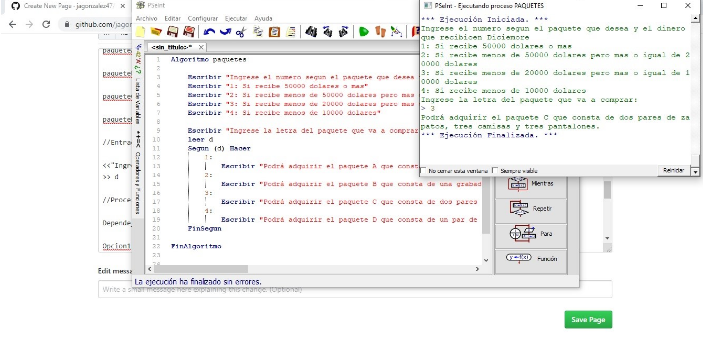 Create New Page · jagonzalez4?
github.com/jagor
PSeInt
Archivo Editar Configurar Ejecutar Ayudas
<sin_titulo>*
Lista de Variables
Operadores y Funciones
1 Algoritmo paquetes
2
3 Escribir "Ingrese el numero segun el paquete que desea
4 Escribir "1: Si recibe 50000 dolares o mas"
5 Escribir "2: Si recibe menos de 50000 dolares pero mas
6 Escribir "3: Si recibe menos de 20000 dolares pero mas
7 Escribir "4: Si recibe menos de 10000 dolares"
8
9 Escribir "Ingrese la letra del paquete que va a comprar
10 leer d
11 Segun (d) Hacer
12 1:
13 Escribir "Podrá adquirir el paquete A que const
14 2:
15 Escribir "Podrá adquirir el paquete B que consta de una grabad
16 3:
17 Escribir "Podrá adquirir el paquete C que consta de dos pares
18 4:
19 Escribir "Podrá adquirir el paquete D que consta de un par de
20 FinSegun
21
22 FinAlgoritmo
23
La ejecución ha finalizado sin errores.
PSeInt - Ejecutando proceso PAQUETES
*** Ejecución Iniciada. ***
Ingrese el numero segun el paquete que desea y el dinero
que recibioen Diciemore
1: Si recibe 50000 dolares o mas
2: Si recibe menos de 50000 dolares pero mas o igual de 2
0000 dolares
3: Si recibe menos de 20000 dolares pero mas o igual de 1
0000 dolares
4: Si recibe menos de 10000 dolares
Ingrese la letra del paquete que va a comprar:
> 3
Podrá adquirir el paquete C que consta de dos pares de za
patos, tres camisas y tres pantalones.
*** Ejecución Finalizada. ***
No cerrar esta ventana Siempre visible Reiniciar
Mientras
Repetir
Para
Función
paquete
paquete
paquete
paquete
//Entra
<<"Ingr
>> d
//Proce
Depende
Opcion1
Edit messa
Write a small message here explaining this change. (Optional)
Save Page